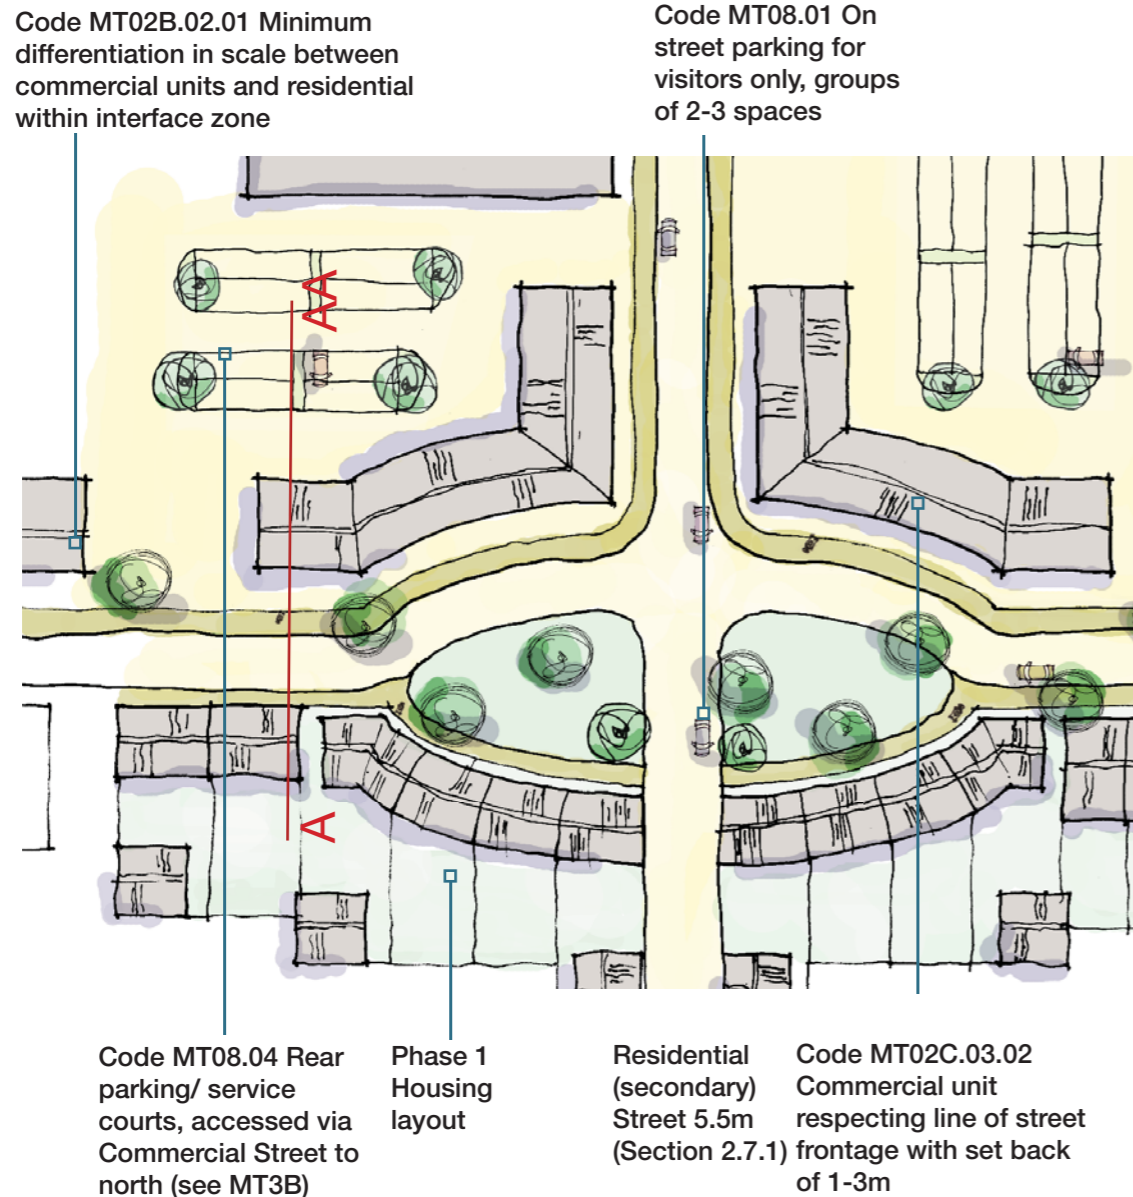 Code MT02B.02.01 Minimum
differentiation in scale between
commercial units and residential
within interface zone
Code MT08.01 On
street parking for
visitors only, groups
of 2-3 spaces
AA
A
Code MT08.04 Rear
parking/ service
courts, accessed via
Commercial Street to
north (see MT3B)
Phase 1
Housing
layout
Residential
(secondary)
Street 5.5m
(Section 2.7.1)
Code MT02C.03.02
Commercial unit
respecting line of street
frontage with set back
of 1-3m